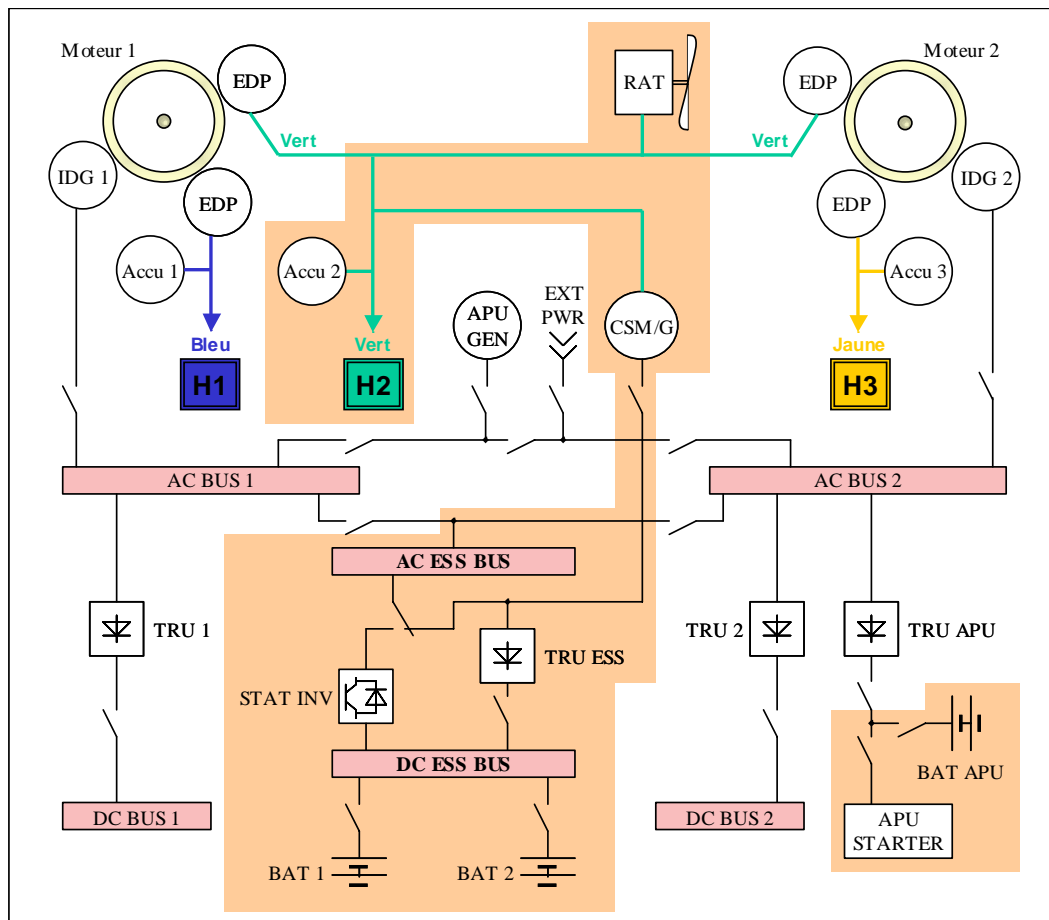 Moteur 1
EDP
RAT
EDP
Moteur 2
Vert
Vert
IDG 1
EDP
EDP
IDG 2
Accu 1
Accu 2
Accu 3
APU
GEN
EXT
PWR
CSM/G
Bleu
Vert
Jaune
H1
H2
H3
AC BUS 1
AC BUS 2
AC ESS BUS
TRU 1
TRU ESS
TRU 2
TRU APU
STAT INV
DC ESS BUS
BAT APU
DC BUS 1
DC BUS 2
APU
STARTER
BAT 1
BAT 2